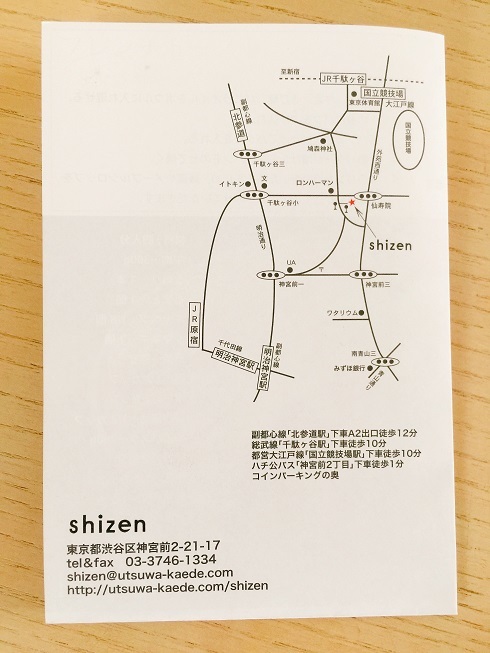 至新宿
JR千駄ヶ谷
国立競技場
東京体育館
大江戸線
国立競技場
副都心線
北参道
鳩森神社
外苑西通り
千駄ヶ谷三
イトキン
文
ロンハーマン
千駄ヶ谷小
仙寿院
shizen
明治通り
UA
〒
神宮前一
神宮前三
JR原宿
ワタリウム
千代田線
明治神宮駅
副都心線
明治神宮駅
南青山三
みずほ銀行
青山通り
副都心線「北参道駅」下車A2出口徒歩12分
総武線「千駄ヶ谷駅」下車徒歩10分
都営大江戸線「国立競技場駅」下車徒歩10分
ハチ公バス「神宮前2丁目」下車徒歩1分
コインパーキングの奥
shizen
東京都渋谷区神宮前2-21-17
tel&fax 03-3746-1334
shizen@utsuwa-kaede.com
http://utsuwa-kaede.com/shizen